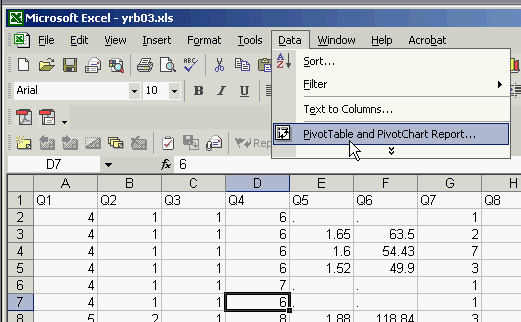 Microsoft Excel - yrb03.xls
File Edit View Insert Format Tools Data Window Help Acrobat
Sort...
Filter
Arial 10 B I U
Text to Columns...
PivotTable and PivotChart Report...
D7 fx 6
A B C D E F G H
1 Q1 Q2 Q3 Q4 Q5 Q6 Q7 Q8
2 4 1 1 6 . . 1
3 4 1 1 6 1.65 63.5 2
4 4 1 1 6 1.6 54.43 7
5 4 1 1 6 1.52 49.9 3
6 4 1 1 7 . . 1
7 4 1 1 6 . . 1
8 5 2 1 8 1.88 118.84 3